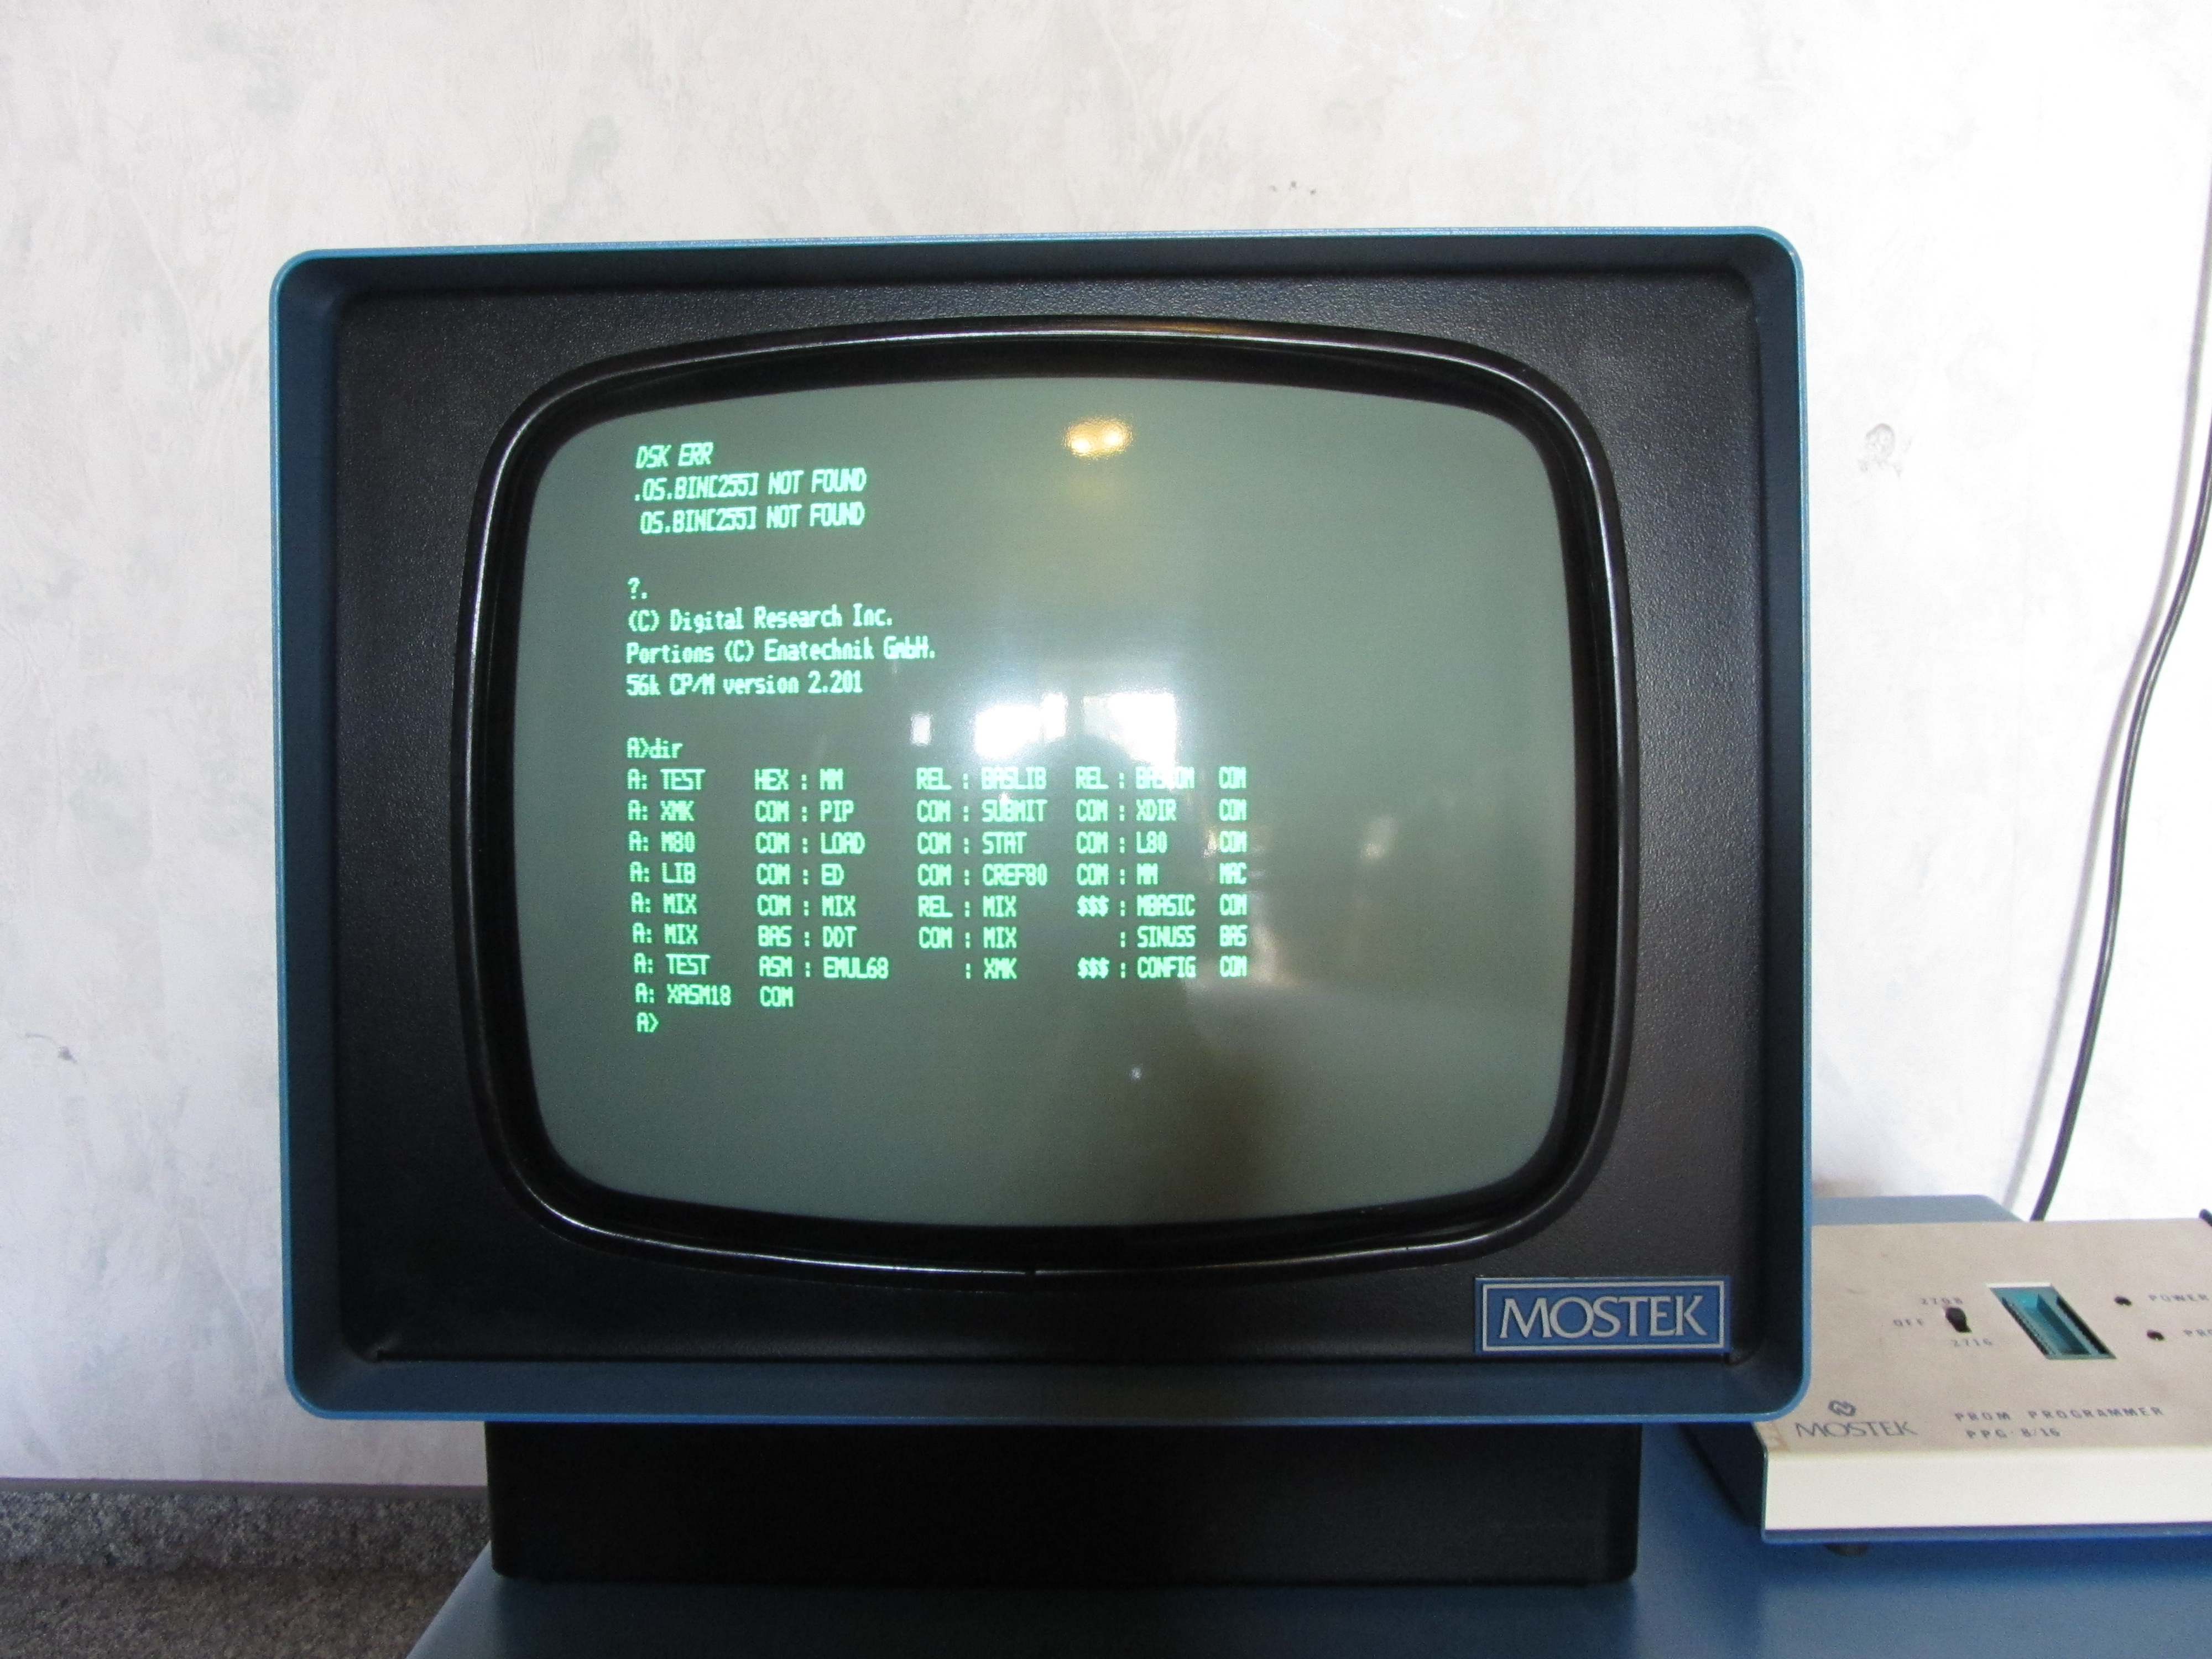 DSK ERR
.OS.BIN[255] NOT FOUND
OS.BIN[255] NOT FOUND
?.
(C) Digital Research Inc.
Portions (C) Enatechnik GmbH.
56k CP/M version 2.201
A>dir
A: TEST HEX : MM REL : BASLIB REL : BASCOM COM
A: XMK COM : PIP COM : SUBMIT COM : XDIR COM
A: M80 COM : LOAD COM : STAT COM : L80 COM
A: LIB COM : ED COM : CREF80 COM : MM MAC
A: MIX COM : MIX REL : MIX $$$ : MBASIC COM
A: MIX BAS : DDT COM : MIX : SINUSS BAS
A: TEST ASM : EMUL68 : XMK $$$ : CONFIG COM
A: XASM18 COM
A>
MOSTEK
2708
OFF
2716
POWER
MOSTEK
PROM PROGRAMMER
PPG-8/16